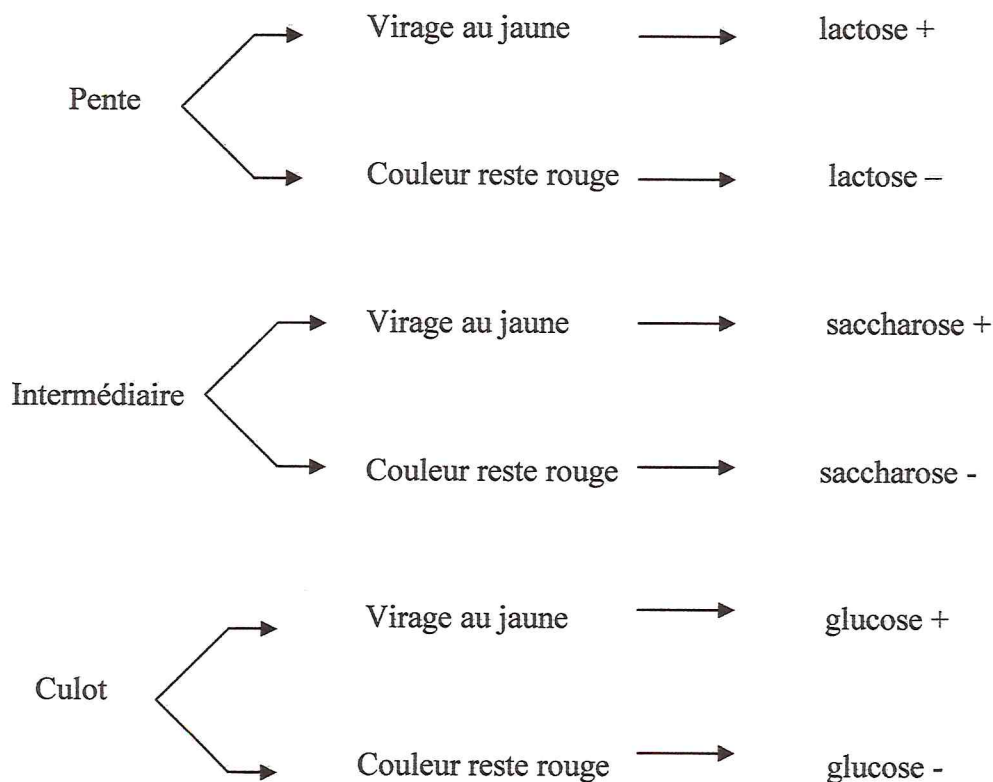 Virage au jaune lactose +
Pente
Couleur reste rouge lactose –
Virage au jaune saccharose +
Intermédiaire
Couleur reste rouge saccharose -
Virage au jaune glucose +
Culot
Couleur reste rouge glucose -